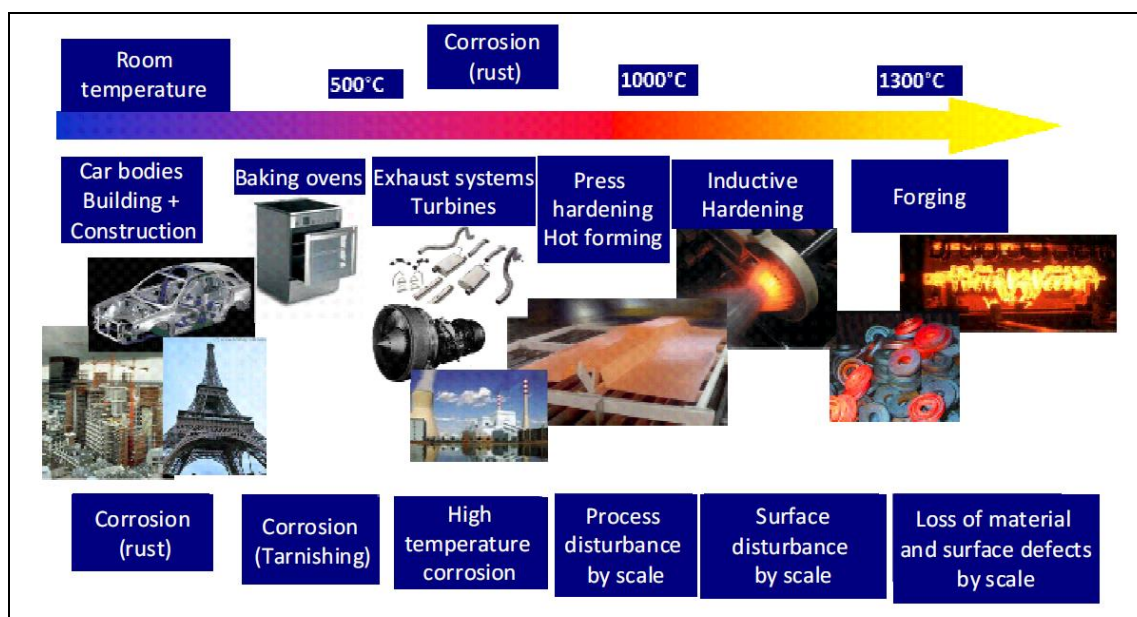 Room
temperature
500°C
Corrosion
(rust)
1000°C
1300°C
Car bodies
Building +
Construction
Baking ovens
Exhaust systems
Turbines
Press
hardening
Hot forming
Inductive
Hardening
Forging
Corrosion
(rust)
Corrosion
(Tarnishing)
High
temperature
corrosion
Process
disturbance
by scale
Surface
disturbance
by scale
Loss of material
and surface defects
by scale